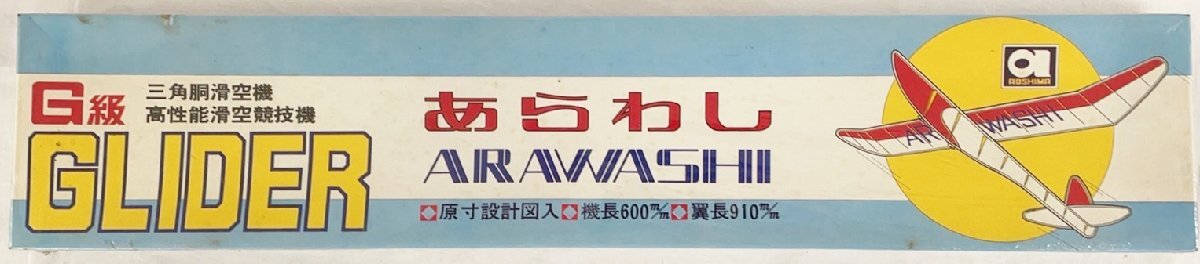 G級 三角胴滑空機
高性能滑空競技機
GLIDER
あらわし
ARAWASHI
原寸設計図入 機長600m/m 翼長910m/m
AOSHIMA
ARAWASHI